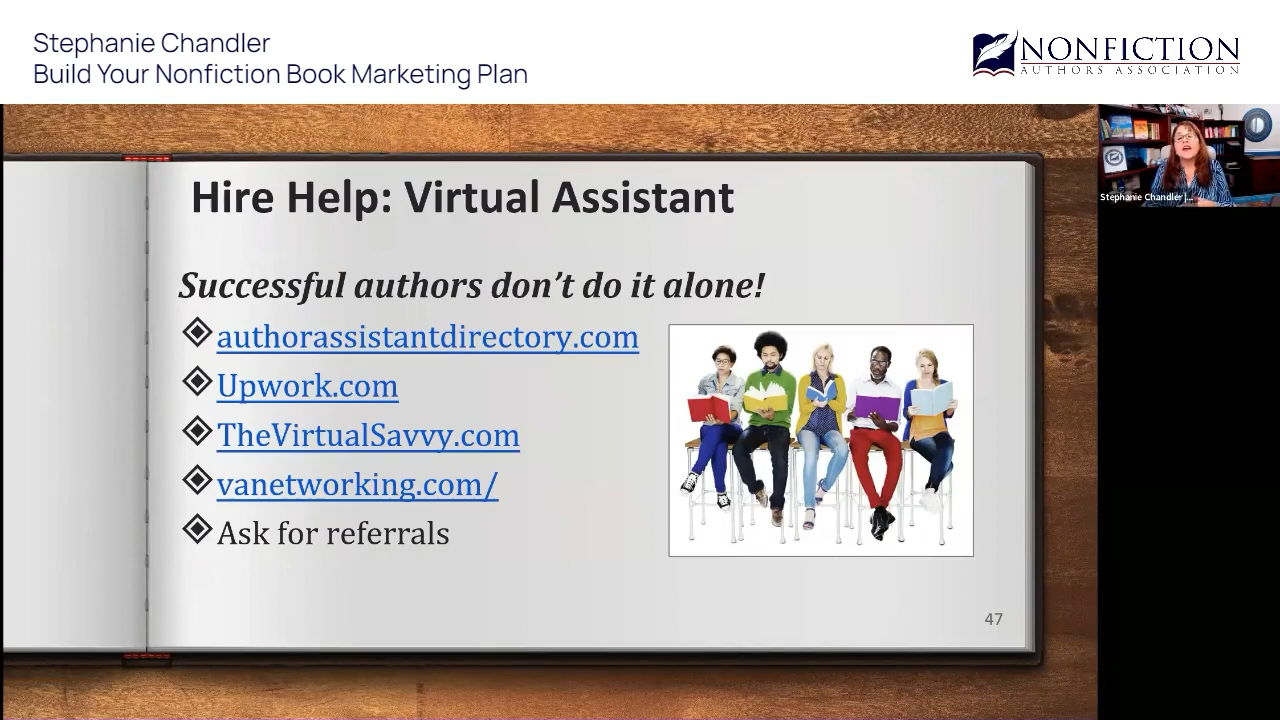 Stephanie Chandler
Build Your Nonfiction Book Marketing Plan
NONFICTION
AUTHORS ASSOCIATION
Stephanie Chandler |...
Hire Help: Virtual Assistant
Successful authors don’t do it alone!
authorassistantdirectory.com
Upwork.com
TheVirtualSavvy.com
vanetworking.com/
Ask for referrals
47